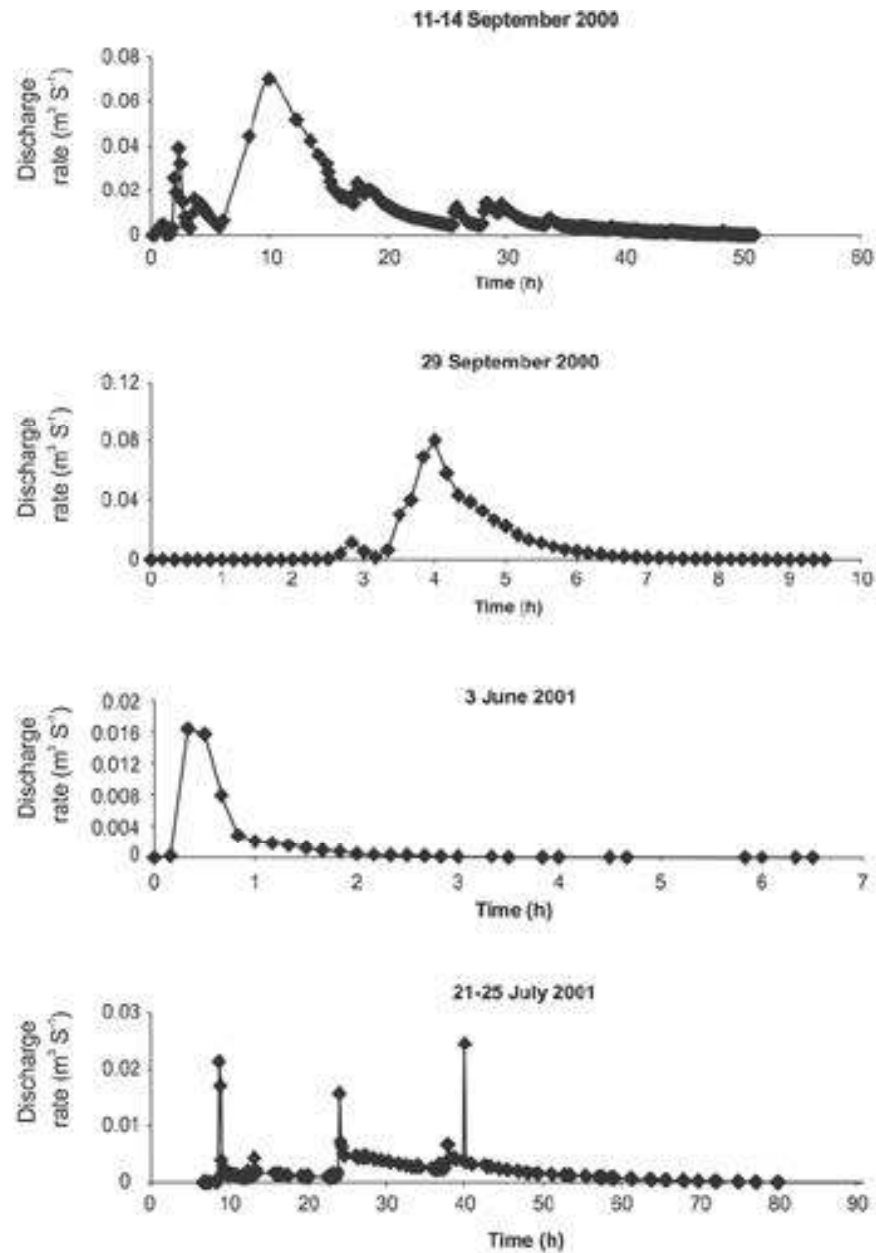 11-14 September 2000
Discharge
rate (m³ S⁻¹)
0.08
0.06
0.04
0.02
0
0 10 20 30 40 50 60
Time (h)
29 September 2000
Discharge
rate (m³ S⁻¹)
0.12
0.08
0.04
0
0 1 2 3 4 5 6 7 8 9 10
Time (h)
3 June 2001
Discharge
rate (m³ S⁻¹)
0.02
0.016
0.012
0.008
0.004
0
0 1 2 3 4 5 6 7
Time (h)
21-25 July 2001
Discharge
rate (m³ S⁻¹)
0.03
0.02
0.01
0
0 10 20 30 40 50 60 70 80 90
Time (h)